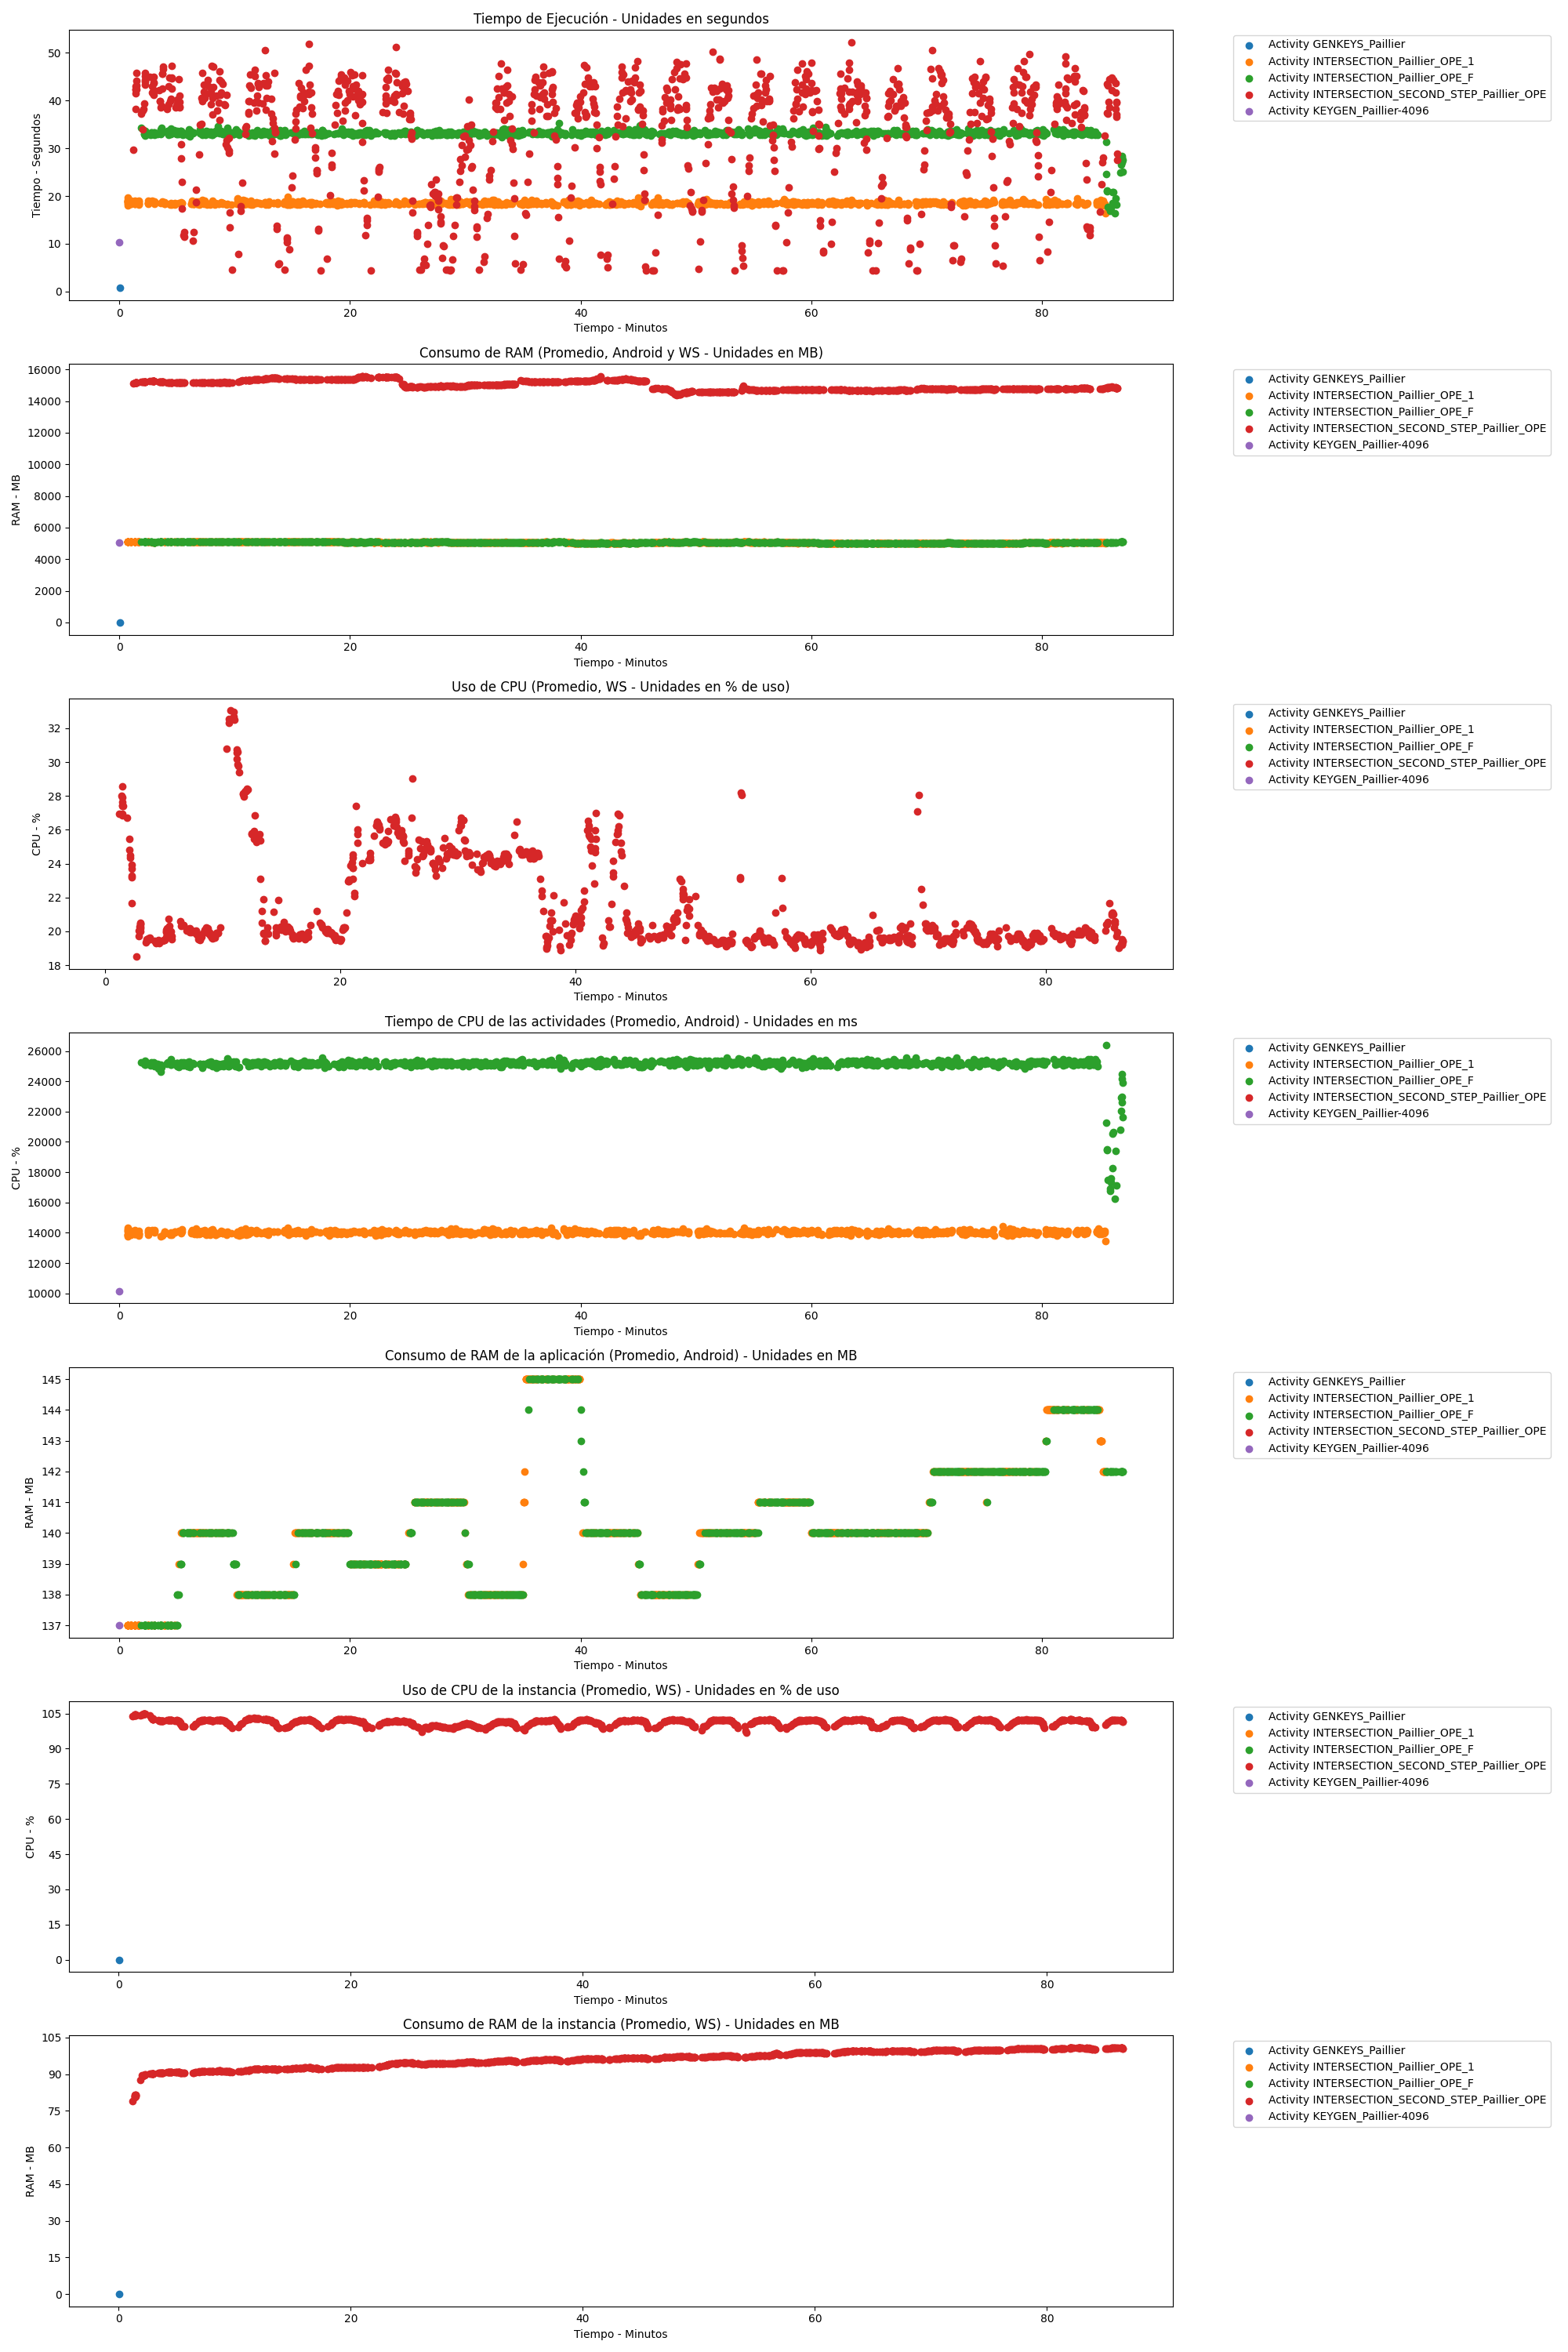 Tiempo de Ejecución - Unidades en segundos
Tiempo - Segundos
50
40
30
20
10
0
0 20 40 60 80
Tiempo - Minutos
Activity GENKEYS_Paillier
Activity INTERSECTION_Paillier_OPE_1
Activity INTERSECTION_Paillier_OPE_F
Activity INTERSECTION_SECOND_STEP_Paillier_OPE
Activity KEYGEN_Paillier-4096
Consumo de RAM (Promedio, Android y WS - Unidades en MB)
RAM - MB
16000
14000
12000
10000
8000
6000
4000
2000
0
0 20 40 60 80
Tiempo - Minutos
Activity GENKEYS_Paillier
Activity INTERSECTION_Paillier_OPE_1
Activity INTERSECTION_Paillier_OPE_F
Activity INTERSECTION_SECOND_STEP_Paillier_OPE
Activity KEYGEN_Paillier-4096
Uso de CPU (Promedio, WS - Unidades en % de uso)
CPU - %
32
30
28
26
24
22
20
18
0 20 40 60 80
Tiempo - Minutos
Activity GENKEYS_Paillier
Activity INTERSECTION_Paillier_OPE_1
Activity INTERSECTION_Paillier_OPE_F
Activity INTERSECTION_SECOND_STEP_Paillier_OPE
Activity KEYGEN_Paillier-4096
Tiempo de CPU de las actividades (Promedio, Android) - Unidades en ms
CPU - %
26000
24000
22000
20000
18000
16000
14000
12000
10000
0 20 40 60 80
Tiempo - Minutos
Activity GENKEYS_Paillier
Activity INTERSECTION_Paillier_OPE_1
Activity INTERSECTION_Paillier_OPE_F
Activity INTERSECTION_SECOND_STEP_Paillier_OPE
Activity KEYGEN_Paillier-4096
Consumo de RAM de la aplicación (Promedio, Android) - Unidades en MB
RAM - MB
145
144
143
142
141
140
139
138
137
0 20 40 60 80
Tiempo - Minutos
Activity GENKEYS_Paillier
Activity INTERSECTION_Paillier_OPE_1
Activity INTERSECTION_Paillier_OPE_F
Activity INTERSECTION_SECOND_STEP_Paillier_OPE
Activity KEYGEN_Paillier-4096
Uso de CPU de la instancia (Promedio, WS) - Unidades en % de uso
CPU - %
105
90
75
60
45
30
15
0
0 20 40 60 80
Tiempo - Minutos
Activity GENKEYS_Paillier
Activity INTERSECTION_Paillier_OPE_1
Activity INTERSECTION_Paillier_OPE_F
Activity INTERSECTION_SECOND_STEP_Paillier_OPE
Activity KEYGEN_Paillier-4096
Consumo de RAM de la instancia (Promedio, WS) - Unidades en MB
RAM - MB
105
90
75
60
45
30
15
0
0 20 40 60 80
Tiempo - Minutos
Activity GENKEYS_Paillier
Activity INTERSECTION_Paillier_OPE_1
Activity INTERSECTION_Paillier_OPE_F
Activity INTERSECTION_SECOND_STEP_Paillier_OPE
Activity KEYGEN_Paillier-4096